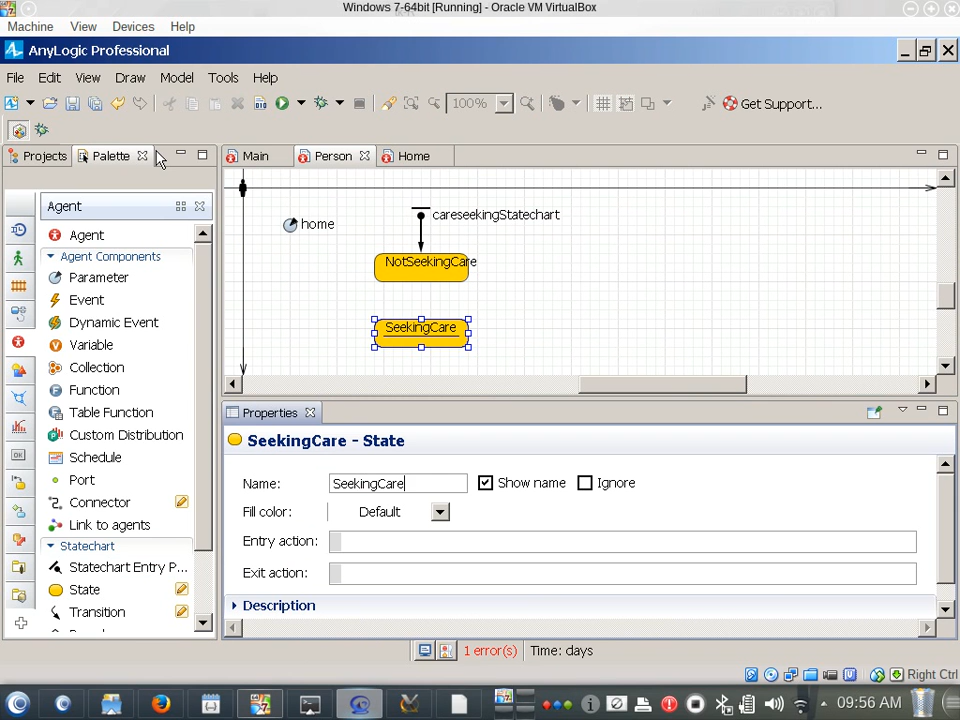 Windows 7-64bit [Running] - Oracle VM VirtualBox
Machine View Devices Help
AnyLogic Professional
File Edit View Draw Model Tools Help
100% Get Support...
Projects Palette Main Person Home
Agent
Agent
Agent Components
Parameter
Event
Dynamic Event
Variable
Collection
Function
Table Function
Custom Distribution
Schedule
Port
Connector
Link to agents
Statechart
Statechart Entry P...
State
Transition
home
careseekingStatechart
NotSeekingCare
SeekingCare
Properties
SeekingCare - State
Name: SeekingCare Show name Ignore
Fill color: Default
Entry action:
Exit action:
Description
1 error(s) Time: days
Right Ctrl
09:56 AM